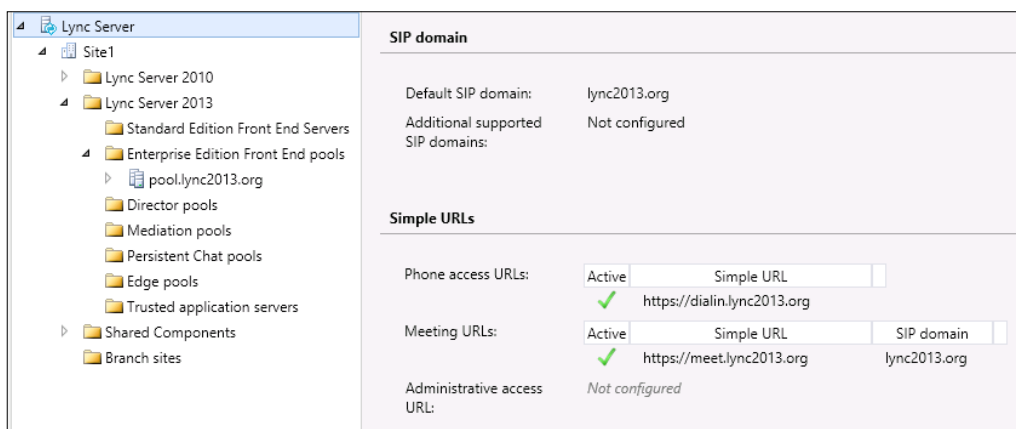 Lync Server
Site1
Lync Server 2010
Lync Server 2013
Standard Edition Front End Servers
Enterprise Edition Front End pools
pool.lync2013.org
Director pools
Mediation pools
Persistent Chat pools
Edge pools
Trusted application servers
Shared Components
Branch sites
SIP domain
Default SIP domain: lync2013.org
Additional supported Not configured
SIP domains:
Simple URLs
Phone access URLs: Active Simple URL
https://dialin.lync2013.org
Meeting URLs: Active Simple URL SIP domain
https://meet.lync2013.org lync2013.org
Administrative access Not configured
URL: